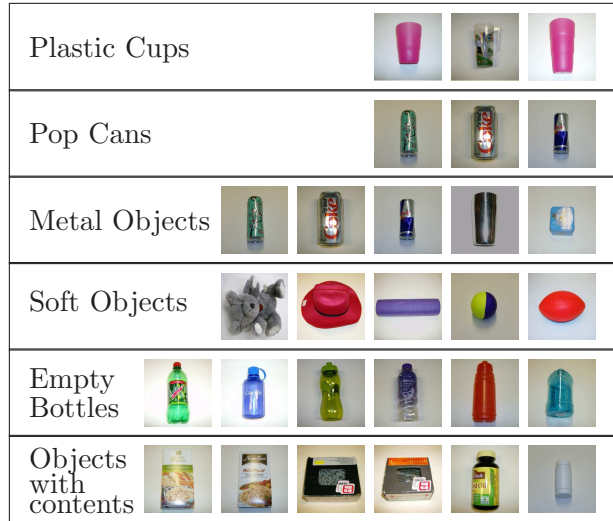 Plastic Cups
Pop Cans
Metal Objects
Soft Objects
Empty
Bottles
Objects
with
contents